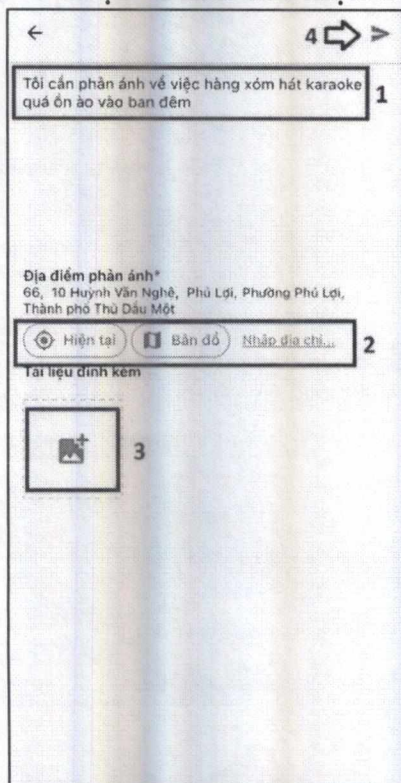 4
Tôi cần phản ánh về việc hàng xóm hát karaoke
quá ồn ào vào ban đêm
1
Địa điểm phản ánh*
66, 10 Huỳnh Văn Nghệ, Phú Lợi, Phường Phú Lợi,
Thành phố Thủ Dầu Một
Hiện tại Bản đồ Nhập địa chỉ...
2
Tài liệu đính kèm
3